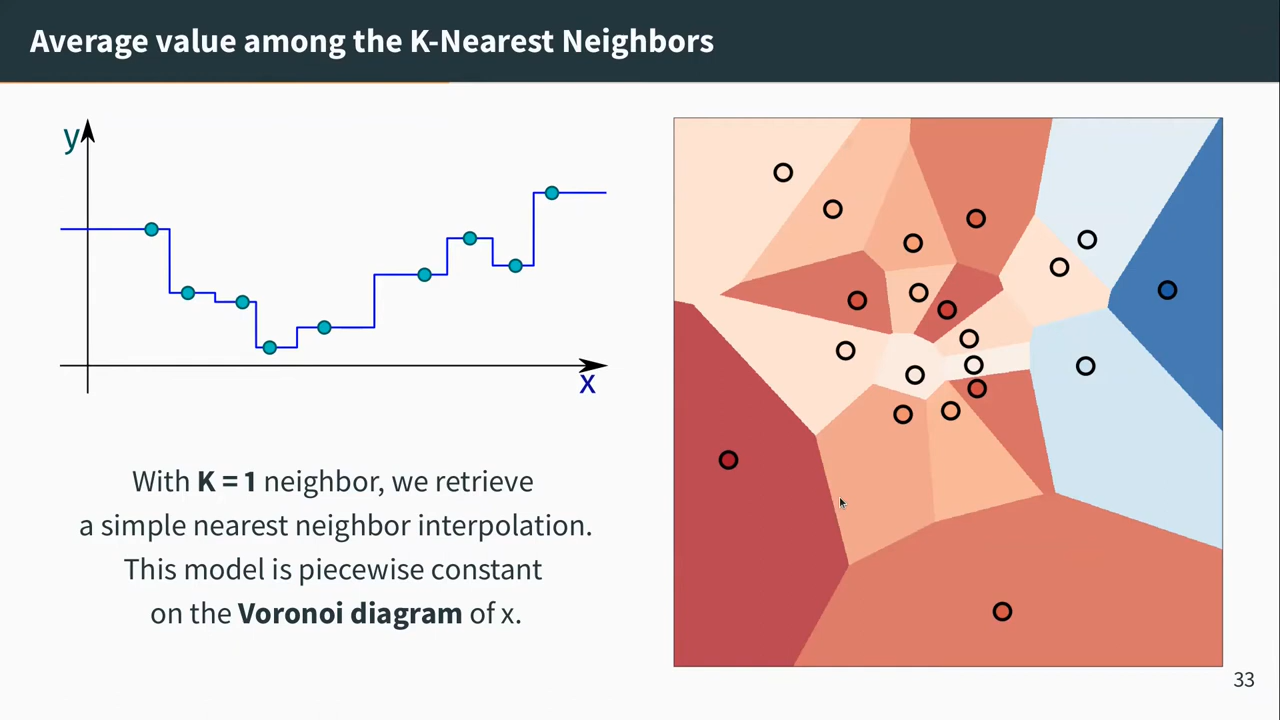 Average value among the K-Nearest Neighbors
y
x
With K = 1 neighbor, we retrieve
a simple nearest neighbor interpolation.
This model is piecewise constant
on the Voronoi diagram of x.
33